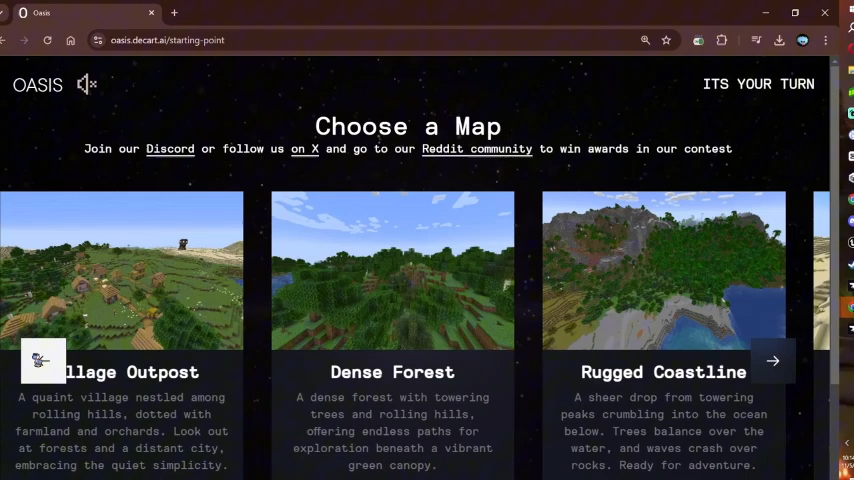 Oasis
oasis.decart.ai/starting-point
OASIS
ITS YOUR TURN
Choose a Map
Join our Discord or follow us on X and go to our Reddit community to win awards in our contest
llage Outpost
A quaint village nestled among
rolling hills, dotted with
farmland and orchards. Look out
at forests and a distant city,
embracing the quiet simplicity.
Dense Forest
A dense forest with towering
trees and rolling hills,
offering endless paths for
exploration beneath a vibrant
green canopy.
Rugged Coastline
A sheer drop from towering
peaks crumbling into the ocean
below. Trees balance over the
water, and waves crash over
rocks. Ready for adventure.